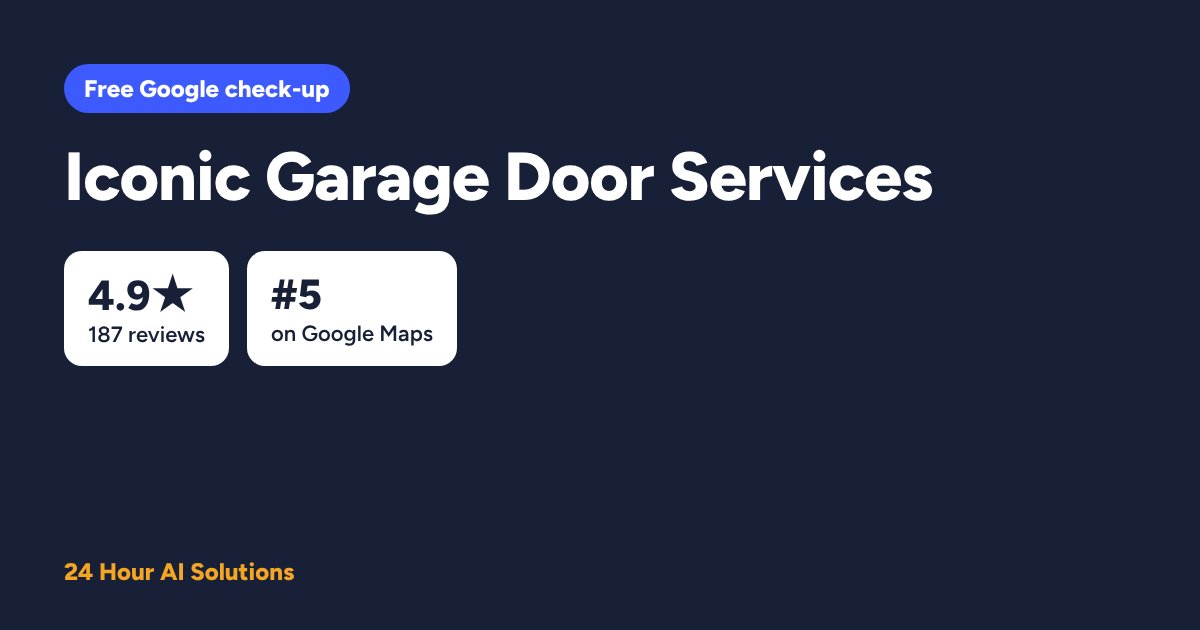 Free Google check-up
Iconic Garage Door Services
4.9★
187 reviews
#5
on Google Maps
24 Hour AI Solutions